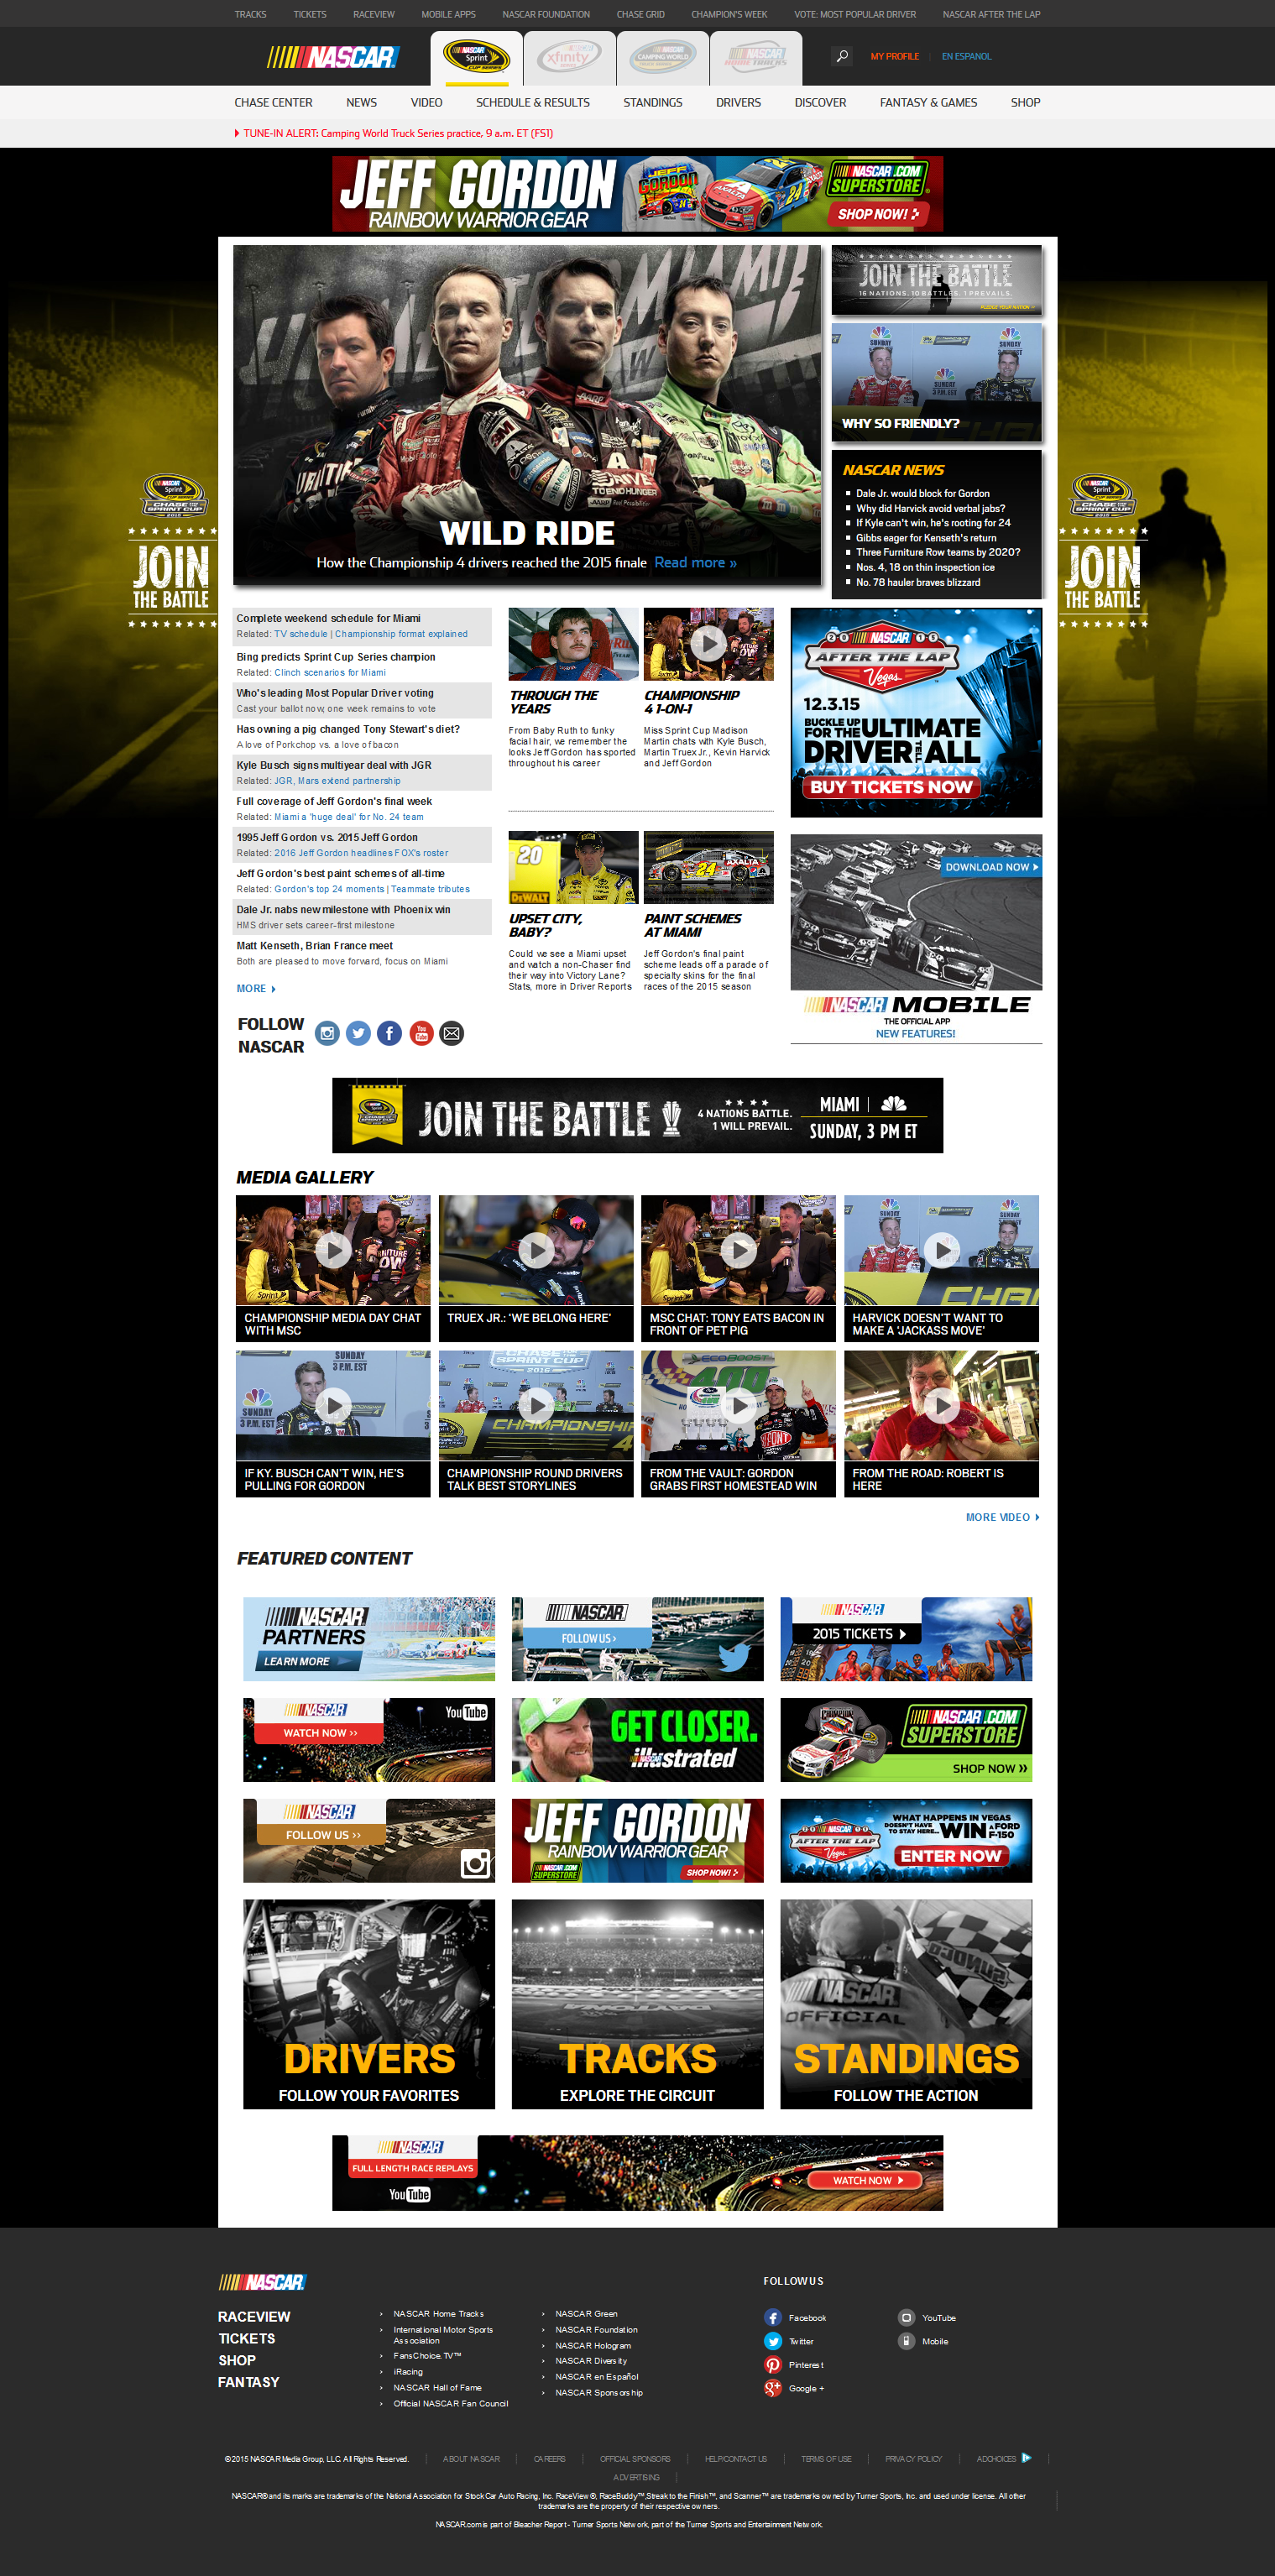 TRACKS TICKETS RACEVIEW MOBILE APPS NASCAR FOUNDATION CHASE GRID CHAMPION'S WEEK VOTE: MOST POPULAR DRIVER NASCAR AFTER THE LAP
NASCAR NASCAR Sprint CUP SERIES NASCAR xfinity SERIES NASCAR CAMPING WORLD NASCAR HOME TRACKS MY PROFILE | EN ESPANOL
CHASE CENTER NEWS VIDEO SCHEDULE & RESULTS STANDINGS DRIVERS DISCOVER FANTASY & GAMES SHOP
TUNE-IN ALERT: Camping World Truck Series practice, 9 a.m. ET (FS1)
JEFF GORDON
RAINBOW WARRIOR GEAR
NASCAR.COM
SUPERSTORE
SHOP NOW!
WILD RIDE
How the Championship 4 drivers reached the 2015 finale Read more »
JOIN THE BATTLE
16 NATIONS. 10 BATTLES. 1 PREVAILS.
WHY SO FRIENDLY?
NASCAR NEWS
Dale Jr. would block for Gordon
Why did Harvick avoid verbal jabs?
If Kyle can't win, he's rooting for 24
Gibbs eager for Kenseth's return
Three Furniture Row teams by 2020?
Nos. 4, 18 on thin inspection ice
No. 78 hauler braves blizzard
JOIN
THE BATTLE
JOIN
THE BATTLE
Complete weekend schedule for Miami
Related: TV schedule | Championship format explained
Bing predicts Sprint Cup Series champion
Related: Clinch scenarios for Miami
Who's leading Most Popular Driver voting
Cast your ballot now, one week remains to vote
Has owning a pig changed Tony Stewart's diet?
A love of Porkchop vs. a love of bacon
Kyle Busch signs multiyear deal with JGR
Related: JGR, Mars extend partnership
Full coverage of Jeff Gordon's final week
Related: Miami a 'huge deal' for No. 24 team
1995 Jeff Gordon vs. 2015 Jeff Gordon
Related: 2016 Jeff Gordon headlines FOX's roster
Jeff Gordon's best paint schemes of all-time
Related: Gordon's top 24 moments | Teammate tributes
Dale Jr. nabs new milestone with Phoenix win
HMS driver sets career-first milestone
Matt Kenseth, Brian France meet
Both are pleased to move forward, focus on Miami
MORE
FOLLOW
NASCAR
THROUGH THE
YEARS
From Baby Ruth to funky
facial hair, we remember the
looks Jeff Gordon has sported
throughout his career
CHAMPIONSHIP
4 1-ON-1
Miss Sprint Cup Madison
Martin chats with Kyle Busch,
Martin Truex Jr., Kevin Harvick
and Jeff Gordon
UPSET CITY,
BABY?
Could we see a Miami upset
and watch a non-Chaser find
their way into Victory Lane?
Stats, more in Driver Reports
PAINT SCHEMES
AT MIAMI
Jeff Gordon's final paint
scheme leads off a parade of
specialty skins for the final
races of the 2015 season
2015
NASCAR
AFTER THE LAP
Vegas
12.3.15
BUCKLE UP
FOR THE ULTIMATE
DRIVER TELL ALL
BUY TICKETS NOW
DOWNLOAD NOW
NASCAR MOBILE
THE OFFICIAL APP
NEW FEATURES!
JOIN THE BATTLE
4 NATIONS BATTLE.
1 WILL PREVAIL.
MIAMI
SUNDAY, 3 PM ET
MEDIA GALLERY
CHAMPIONSHIP MEDIA DAY CHAT
WITH MSC
TRUEX JR.: 'WE BELONG HERE'
MSC CHAT: TONY EATS BACON IN
FRONT OF PET PIG
HARVICK DOESN'T WANT TO
MAKE A 'JACKASS MOVE'
IF KY. BUSCH CAN'T WIN, HE'S
PULLING FOR GORDON
CHAMPIONSHIP ROUND DRIVERS
TALK BEST STORYLINES
FROM THE VAULT: GORDON
GRABS FIRST HOMESTEAD WIN
FROM THE ROAD: ROBERT IS
HERE
MORE VIDEO
FEATURED CONTENT
NASCAR
PARTNERS
LEARN MORE
NASCAR
FOLLOW US ›
NASCAR
2015 TICKETS
NASCAR
WATCH NOW ››
YouTube
GET CLOSER.
NASCAR illustrated
NASCAR.COM
SUPERSTORE
SHOP NOW »
NASCAR
FOLLOW US ››
JEFF GORDON
RAINBOW WARRIOR GEAR
NASCAR.COM
SUPERSTORE
SHOP NOW!
NASCAR
AFTER THE LAP
Vegas
WHAT HAPPENS IN VEGAS
DOESN'T HAVE
TO STAY HERE... WIN A FORD
F-150
ENTER NOW
DRIVERS
FOLLOW YOUR FAVORITES
TRACKS
EXPLORE THE CIRCUIT
STANDINGS
FOLLOW THE ACTION
NASCAR
FULL LENGTH RACE REPLAYS
YouTube
WATCH NOW
NASCAR
RACEVIEW
TICKETS
SHOP
FANTASY
NASCAR Home Tracks
International Motor Sports
Association
FansChoice.TV™
iRacing
NASCAR Hall of Fame
Official NASCAR Fan Council
NASCAR Green
NASCAR Foundation
NASCAR Hologram
NASCAR Diversity
NASCAR en Español
NASCAR Sponsorship
FOLLOW US
Facebook
Twitter
Pinterest
Google +
YouTube
Mobile
© 2015 NASCAR Media Group, LLC. All Rights Reserved. | ABOUT NASCAR | CAREERS | OFFICIAL SPONSORS | HELP/CONTACT US | TERMS OF USE | PRIVACY POLICY | ADCHOICES |
ADVERTISING |
NASCAR® and its marks are trademarks of the National Association for Stock Car Auto Racing, Inc. RaceView ®, RaceBuddy™,Streak to the Finish™, and Scanner™ are trademarks owned by Turner Sports, Inc. and used under license. All other
trademarks are the property of their respective owners.
NASCAR.com is part of Bleacher Report - Turner Sports Network, part of the Turner Sports and Entertainment Network.